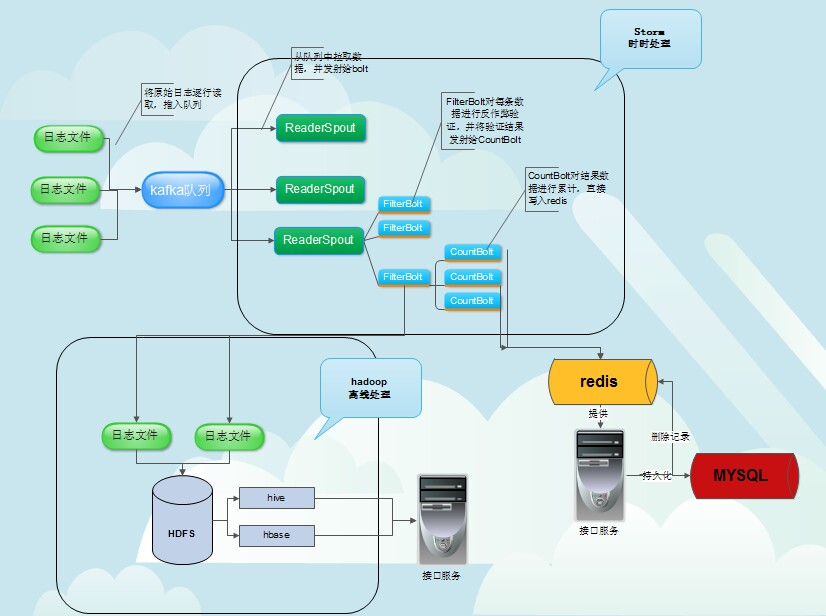 Storm
时时处理
从队列中拉取数
据，并发射给bolt
将原始日志逐行读
取，推入队列
FilterBolt对每条数
据进行反作弊验
证，并将验证结果
发射给CountBolt
CountBolt对结果数
据进行累计，直接
写入redis
日志文件
日志文件
日志文件
kafka队列
ReaderSpout
ReaderSpout
ReaderSpout
FilterBolt
FilterBolt
FilterBolt
CountBolt
CountBolt
CountBolt
hadoop
离线处理
日志文件
日志文件
HDFS
hive
hbase
接口服务
redis
提供
删除记录
持久化
MYSQL
接口服务